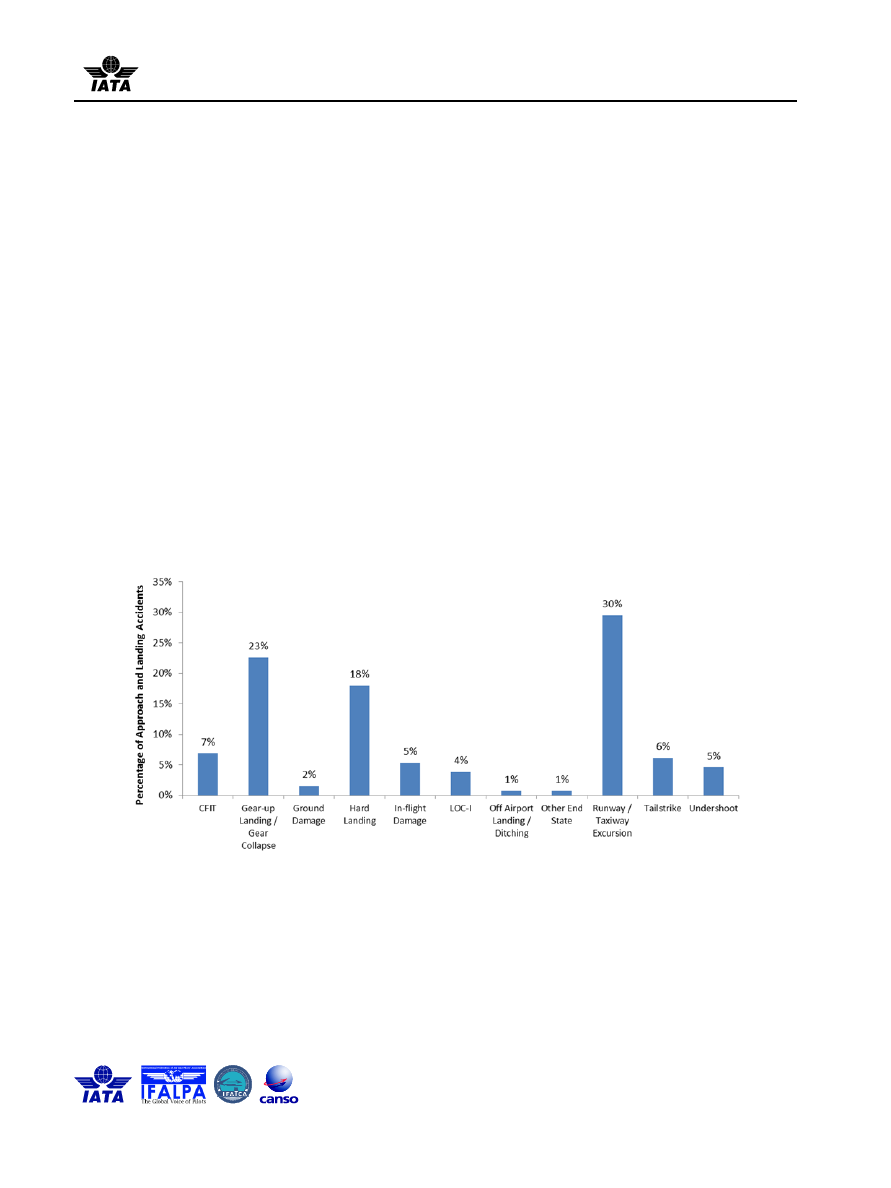 IATA
Percentage of Approach and Landing Accidents
35%
30%
25%
20%
15%
10%
5%
0%
7%
23%
2%
18%
5%
4%
1%
1%
30%
6%
5%
CFIT
Gear-up
Landing /
Gear
Collapse
Ground
Damage
Hard
Landing
In-flight
Damage
LOC-I
Off Airport
Landing /
Ditching
Other End
State
Runway /
Taxiway
Excursion
Tailstrike
Undershoot
IATA
IFALPA
The Global Voice of Pilots
IFATCA
canso